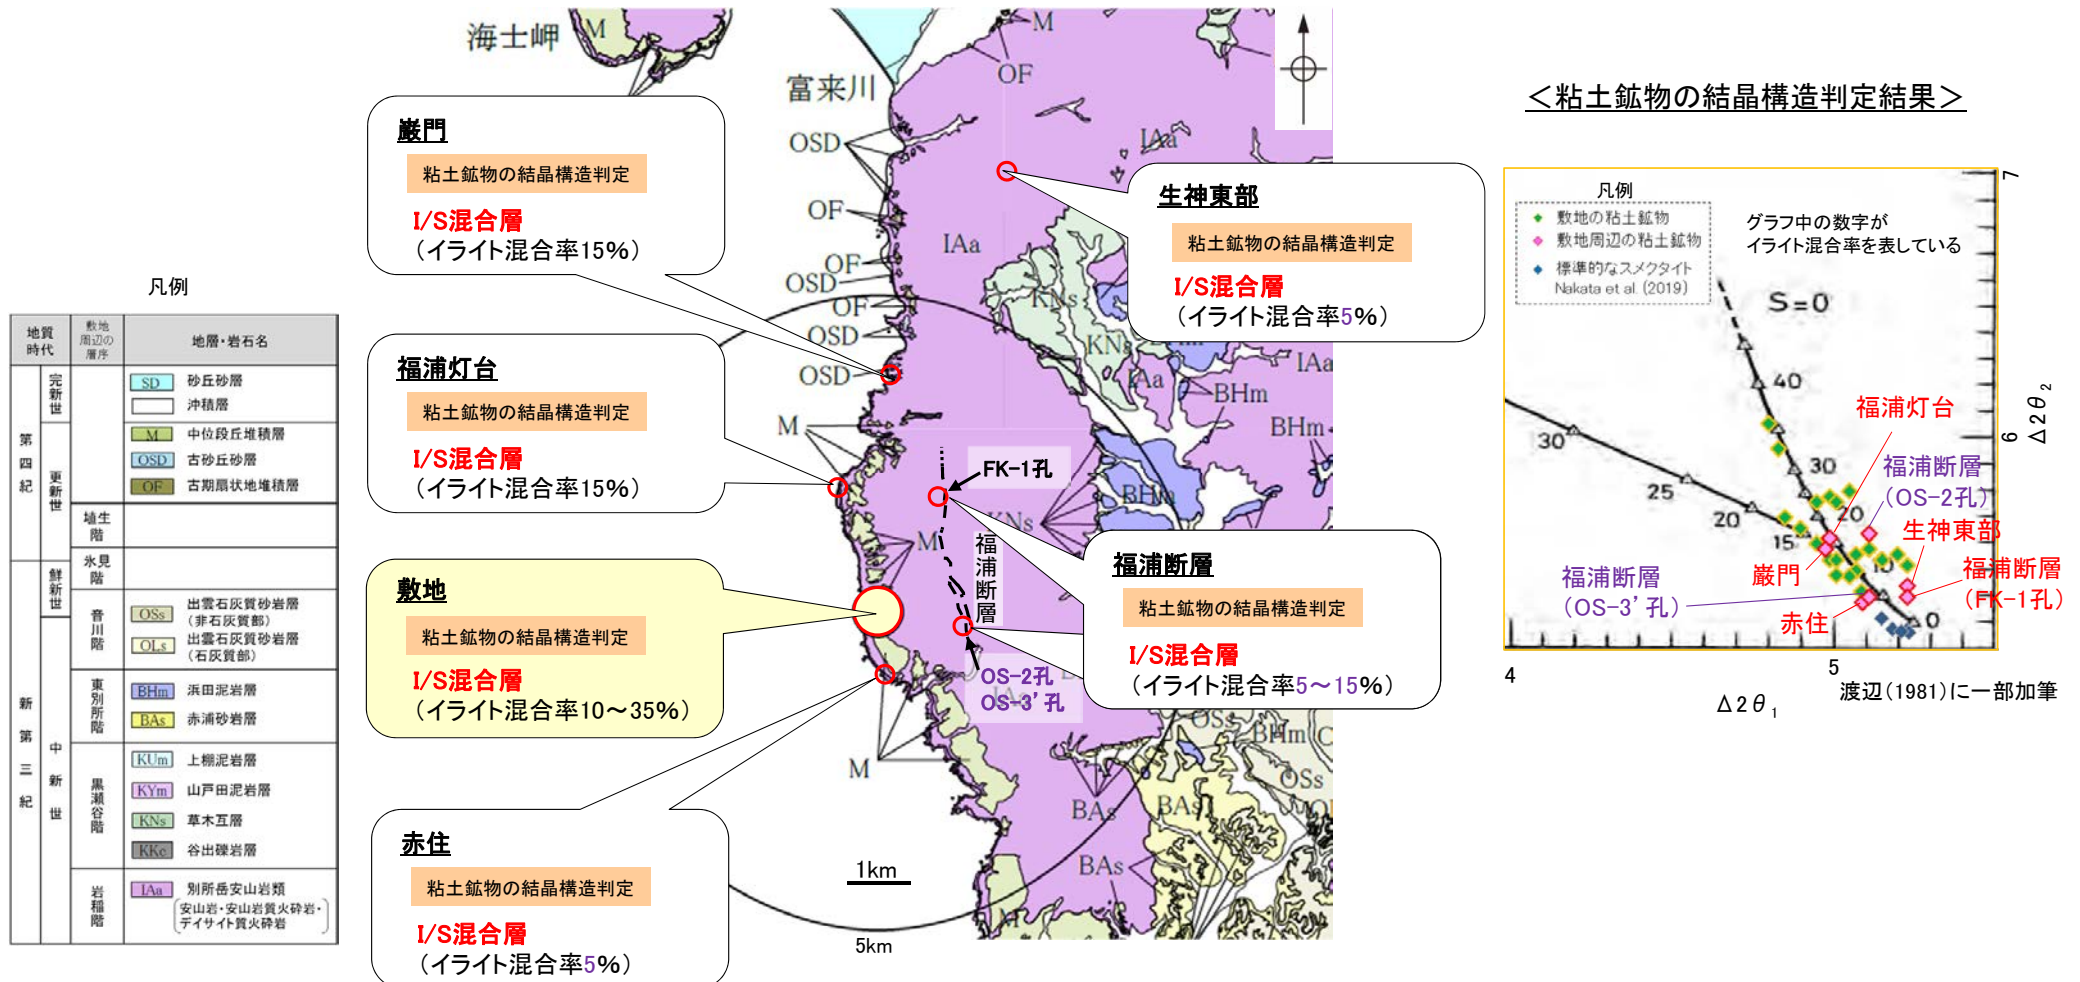 海士岬
富来川
M
M
OF
OSD
IAa
OF
IAa
OF
OSD
OF
OSD
OSD
KNs
KNs
IAa
IAa
BHm
BHm
BHm
M
M
KNs
M
BAs
BAs
BAs
OSs
BHm
OSs
M
巌門
粘土鉱物の結晶構造判定
I/S混合層
(イライト混合率15%)
福浦灯台
粘土鉱物の結晶構造判定
I/S混合層
(イライト混合率15%)
敷地
粘土鉱物の結晶構造判定
I/S混合層
(イライト混合率10～35%)
赤住
粘土鉱物の結晶構造判定
I/S混合層
(イライト混合率5%)
生神東部
粘土鉱物の結晶構造判定
I/S混合層
(イライト混合率5%)
福浦断層
粘土鉱物の結晶構造判定
I/S混合層
(イライト混合率5～15%)
FK-1孔
福浦断層
OS-2孔
OS-3’孔
1km
5km
凡例
地質時代
敷地周辺の層序
地層・岩石名
第四紀
完新世
更新世
新第三紀
鮮新世
中新世
埴生階
氷見階
音川階
東別所階
黒瀬谷階
岩稲階
SD 砂丘砂層
沖積層
M 中位段丘堆積層
OSD 古砂丘砂層
OF 古期扇状地堆積層
OSs 出雲石灰質砂岩層
(非石灰質部)
OLs 出雲石灰質砂岩層
(石灰質部)
BHm 浜田泥岩層
BAs 赤浦砂岩層
KUm 上棚泥岩層
KYm 山戸田泥岩層
KNs 草木互層
KKc 谷出礫岩層
IAa 別所岳安山岩類
安山岩・安山岩質火砕岩・
デイサイト質火砕岩
＜粘土鉱物の結晶構造判定結果＞
凡例
敷地の粘土鉱物
敷地周辺の粘土鉱物
標準的なスメクタイト
Nakata et al. (2019)
グラフ中の数字が
イライト混合率を表している
S=0
40
30
30
25
20
20
15
10
0
福浦灯台
福浦断層
(OS-2孔)
生神東部
巌門
福浦断層
(OS-3’孔)
福浦断層
(FK-1孔)
赤住
7
6
Δ2θ2
4
5
Δ2θ1
渡辺(1981)に一部加筆